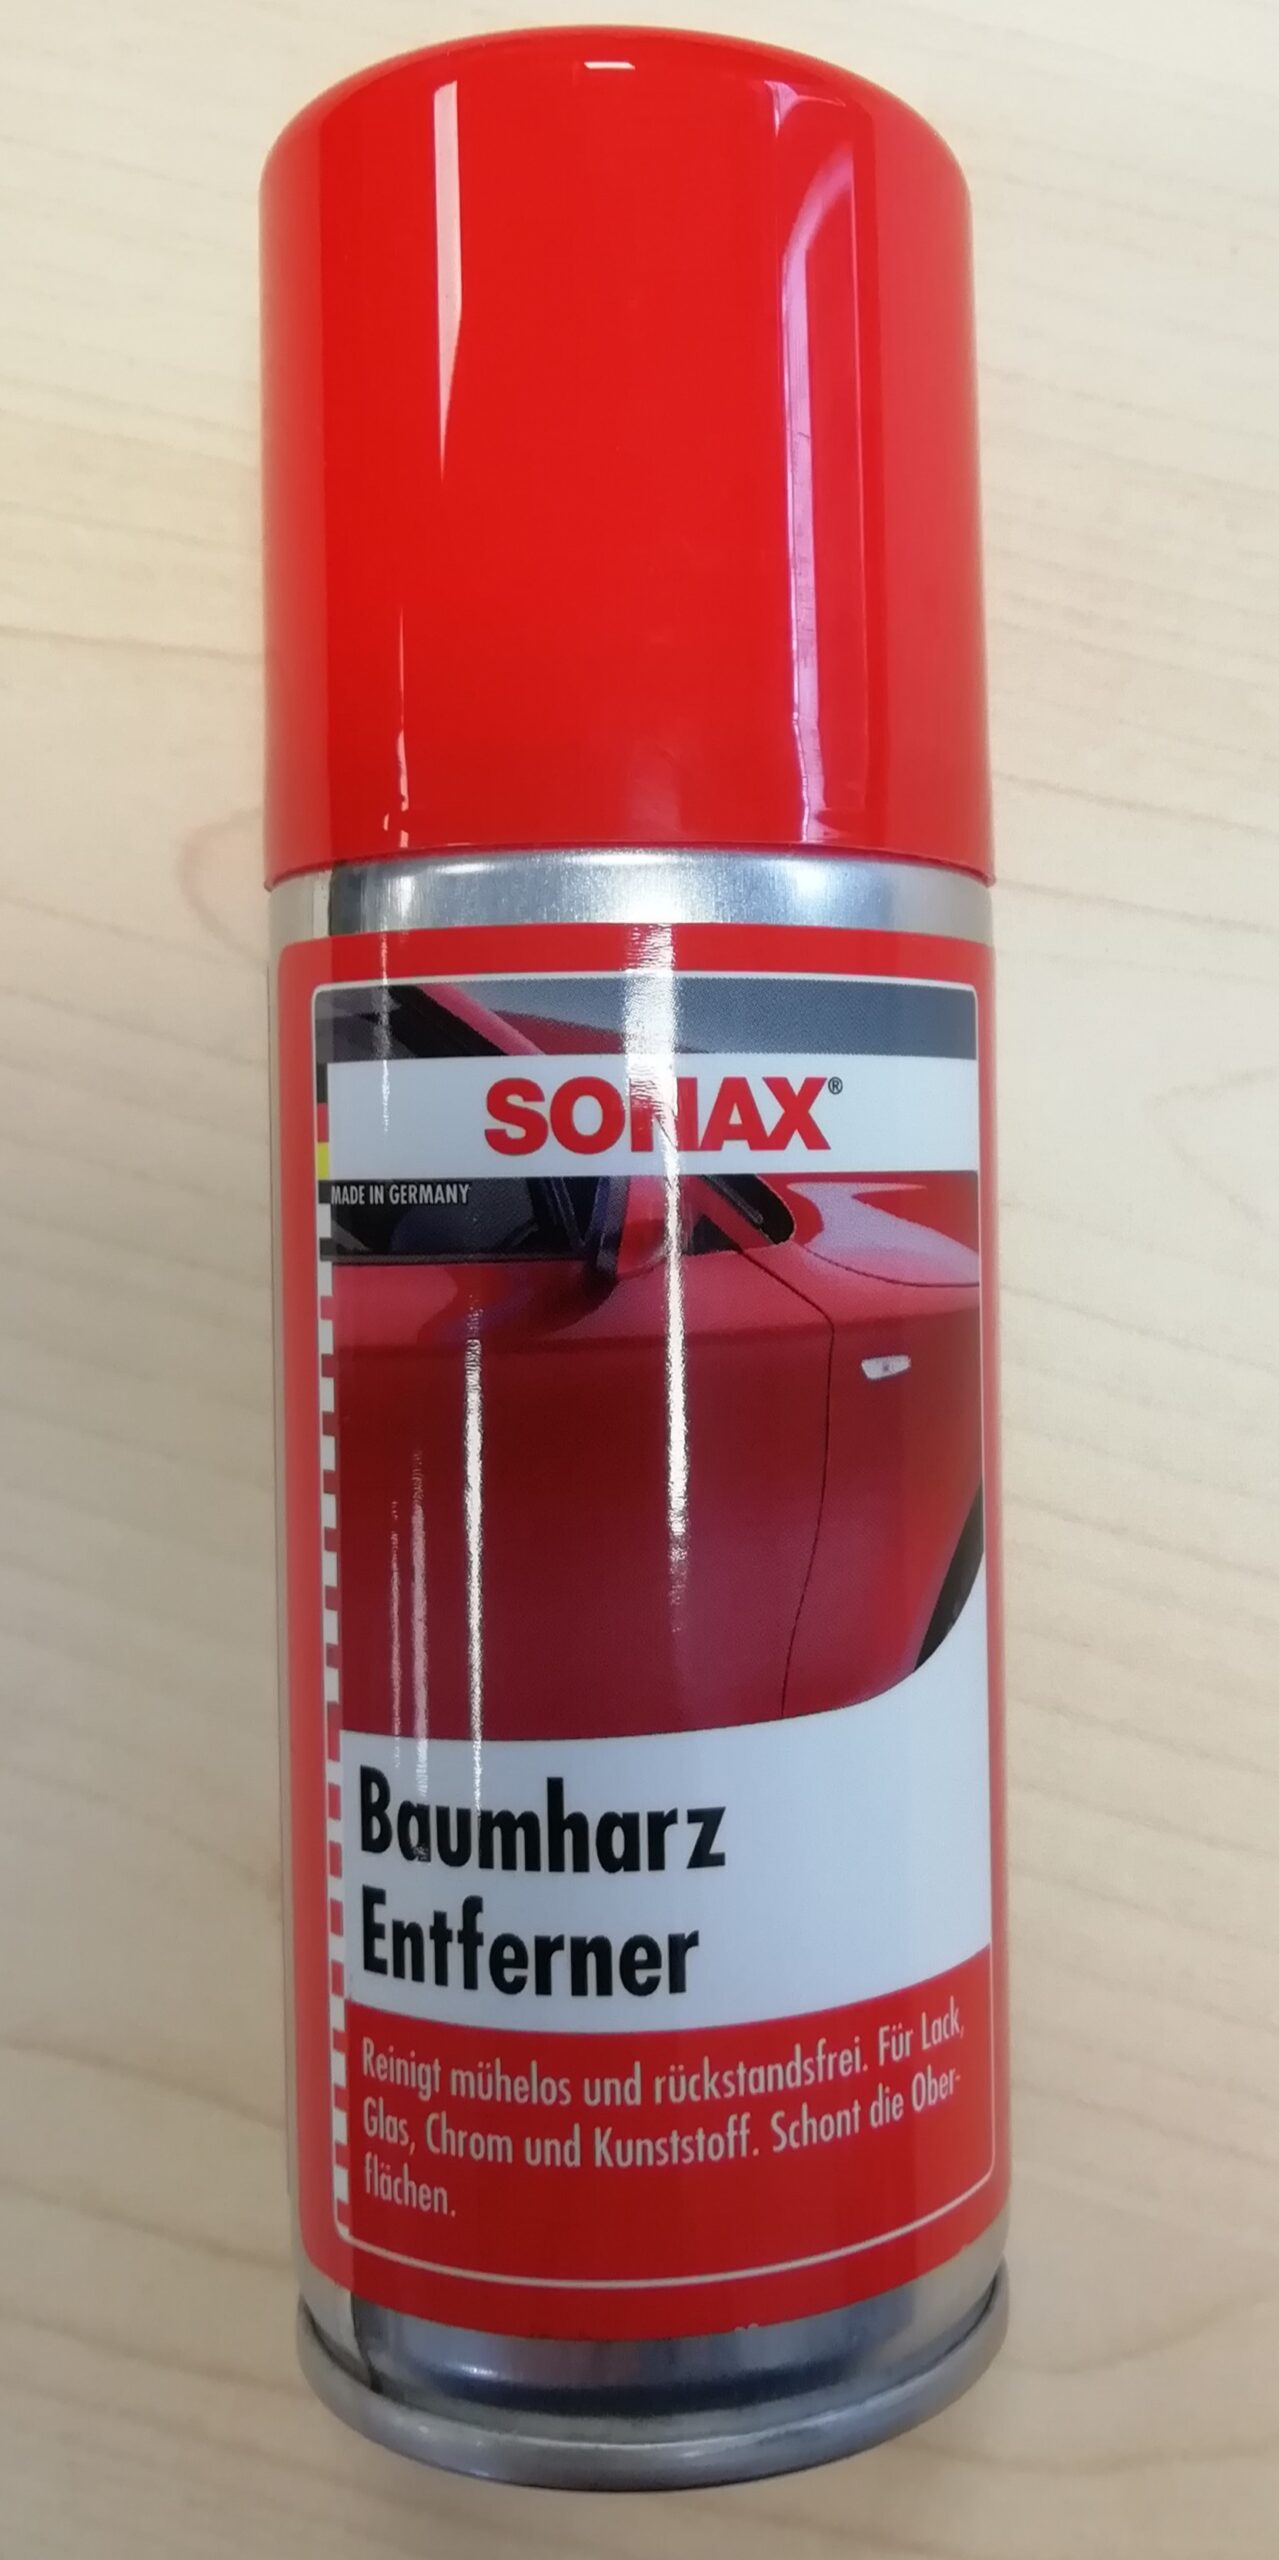 SONAX®
MADE IN GERMANY
Baumharz
Entferner
Reinigt mühelos und rückstandsfrei. Für Lack,
Glas, Chrom und Kunststoff. Schont die Ober-
flächen.